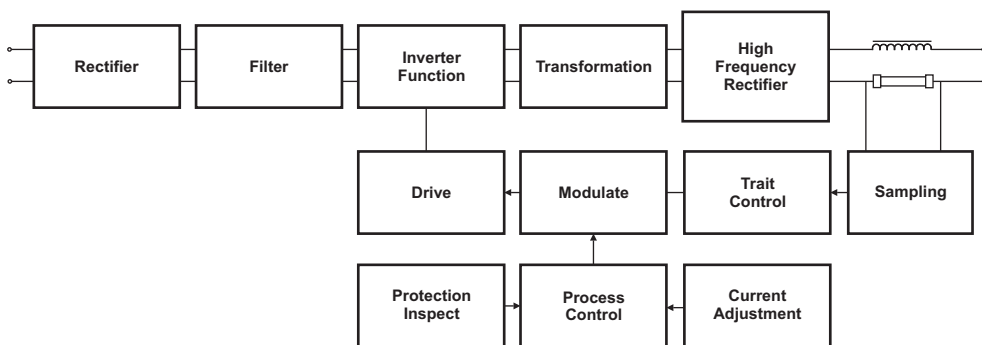 Rectifier
Filter
Inverter
Function
Transformation
High
Frequency
Rectifier
Drive
Modulate
Trait
Control
Sampling
Protection
Inspect
Process
Control
Current
Adjustment